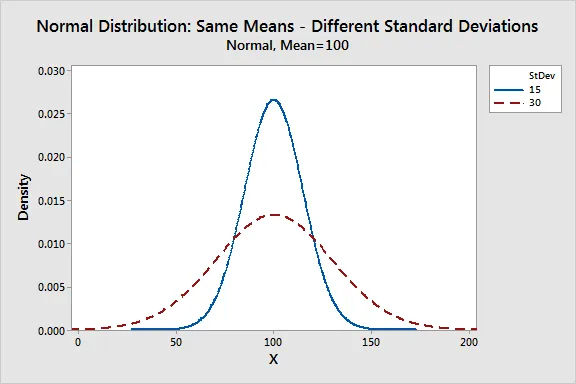 Normal Distribution: Same Means - Different Standard Deviations
Normal, Mean=100
StDev
15
30
Density
0.030
0.025
0.020
0.015
0.010
0.005
0.000
0
50
100
150
200
X